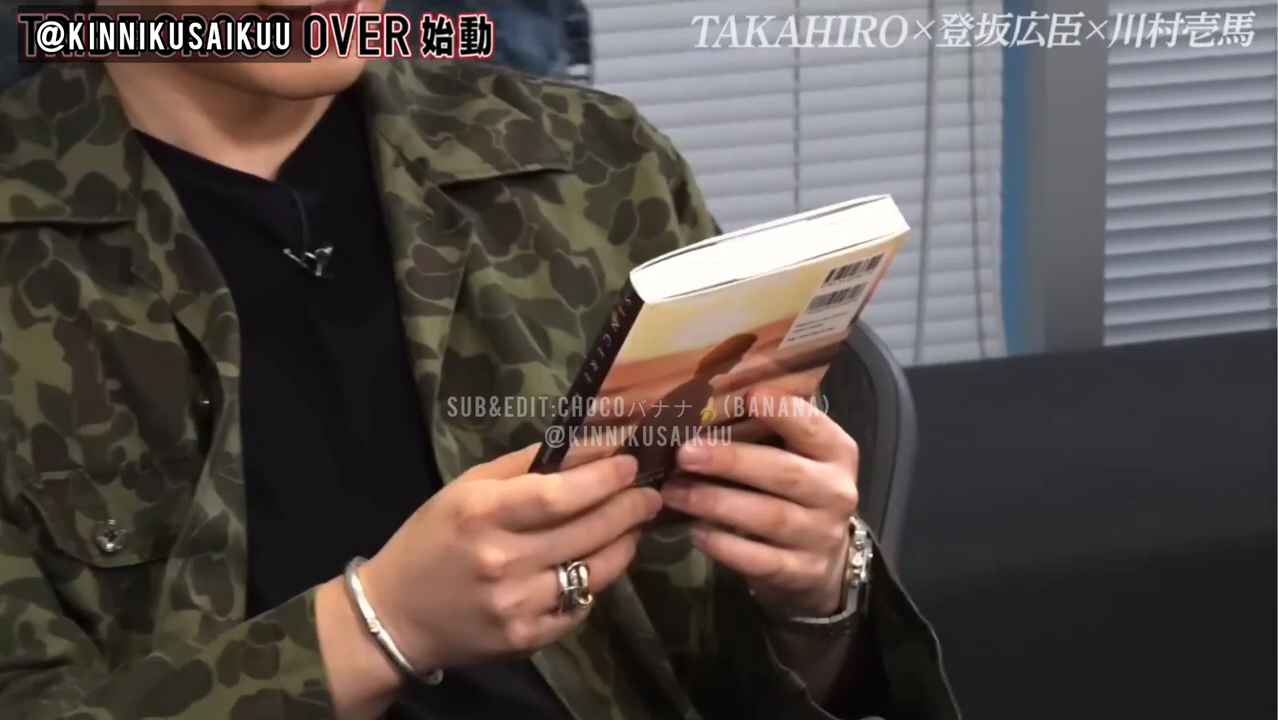 @KINNIKUSAIKUU OVER 始動
TAKAHIRO×登坂広臣×川村壱馬
SINCERE
SUB&EDIT:CHOCOバナナ🍌(BANANA)
@KINNIKUSAIKUU